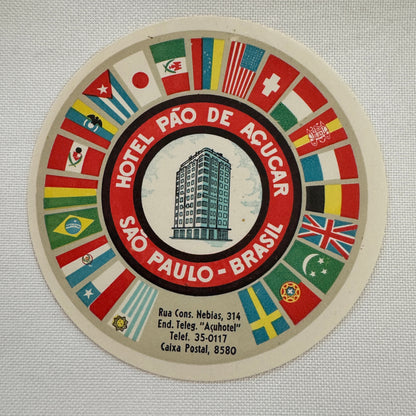 HOTEL PÃO DE AÇUCAR
SÃO PAULO - BRASIL
Rua Cons. Nebias, 314
End. Teleg. "Açuhotel"
Telef. 35-0117
Caixa Postal, 8580